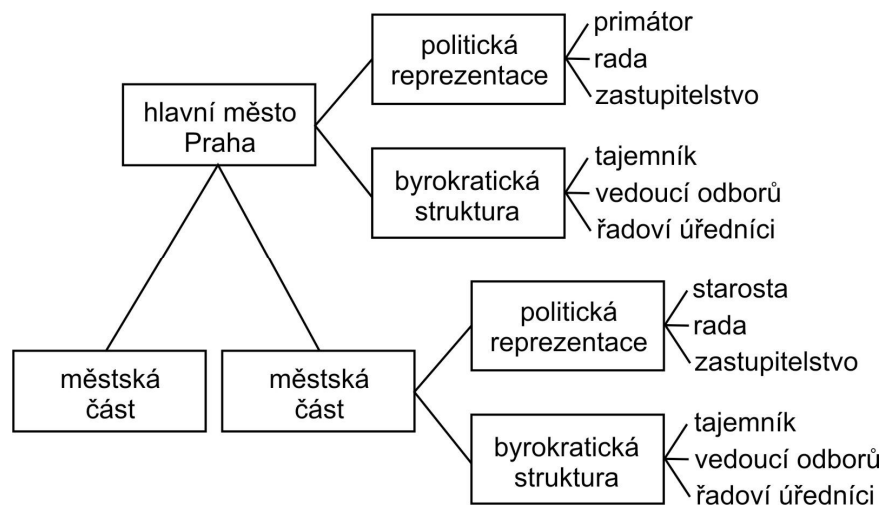 hlavní město
Praha
politická
reprezentace
primátor
rada
zastupitelstvo
byrokratická
struktura
tajemník
vedoucí odborů
řadoví úředníci
městská
část
městská
část
politická
reprezentace
starosta
rada
zastupitelstvo
byrokratická
struktura
tajemník
vedoucí odborů
řadoví úředníci